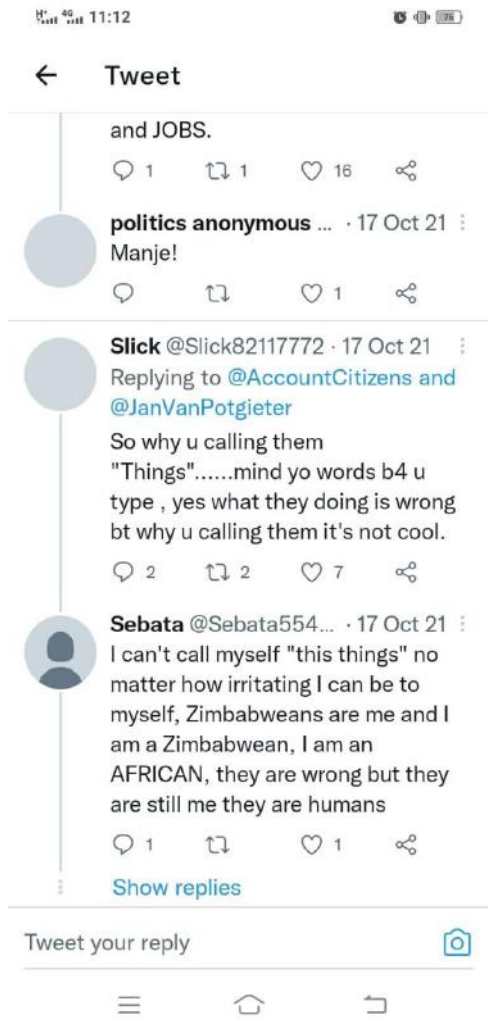 H+ 4G 11:12 76
Tweet
and JOBS.
1 1 16
politics anonymous ... · 17 Oct 21
Manje!
1
Slick @Slick82117772 · 17 Oct 21
Replying to @AccountCitizens and
@JanVanPotgieter
So why u calling them
"Things"......mind yo words b4 u
type , yes what they doing is wrong
bt why u calling them it's not cool.
2 2 7
Sebata @Sebata554... · 17 Oct 21
I can't call myself "this things" no
matter how irritating I can be to
myself, Zimbabweans are me and I
am a Zimbabwean, I am an
AFRICAN, they are wrong but they
are still me they are humans
1 1
Show replies
Tweet your reply